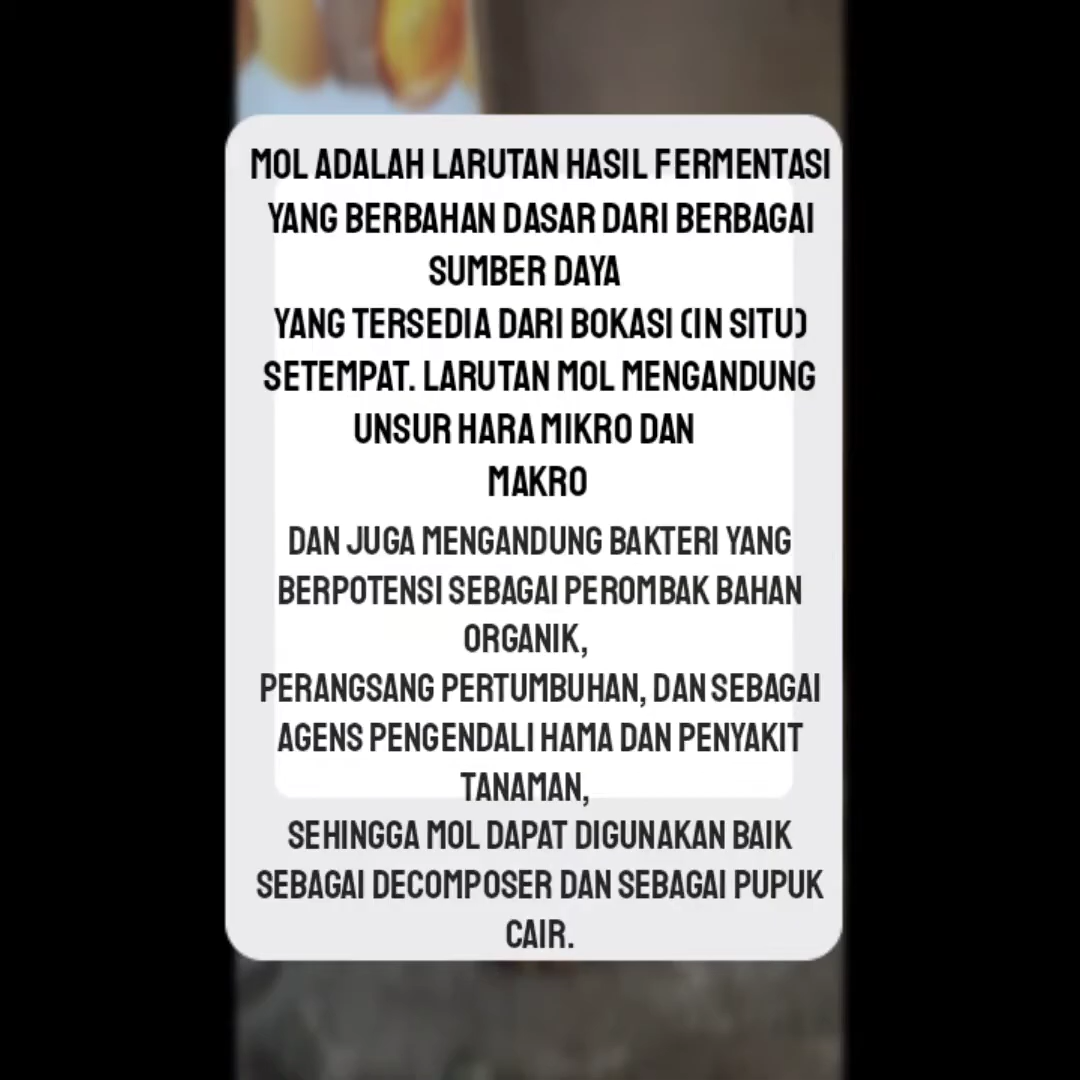 MOL ADALAH LARUTAN HASIL FERMENTASI
YANG BERBAHAN DASAR DARI BERBAGAI
SUMBER DAYA
YANG TERSEDIA DARI BOKASI (IN SITU)
SETEMPAT. LARUTAN MOL MENGANDUNG
UNSUR HARA MIKRO DAN
MAKRO
DAN JUGA MENGANDUNG BAKTERI YANG
BERPOTENSI SEBAGAI PEROMBAK BAHAN
ORGANIK,
PERANGSANG PERTUMBUHAN, DAN SEBAGAI
AGENS PENGENDALI HAMA DAN PENYAKIT
TANAMAN,
SEHINGGA MOL DAPAT DIGUNAKAN BAIK
SEBAGAI DECOMPOSER DAN SEBAGAI PUPUK
CAIR.